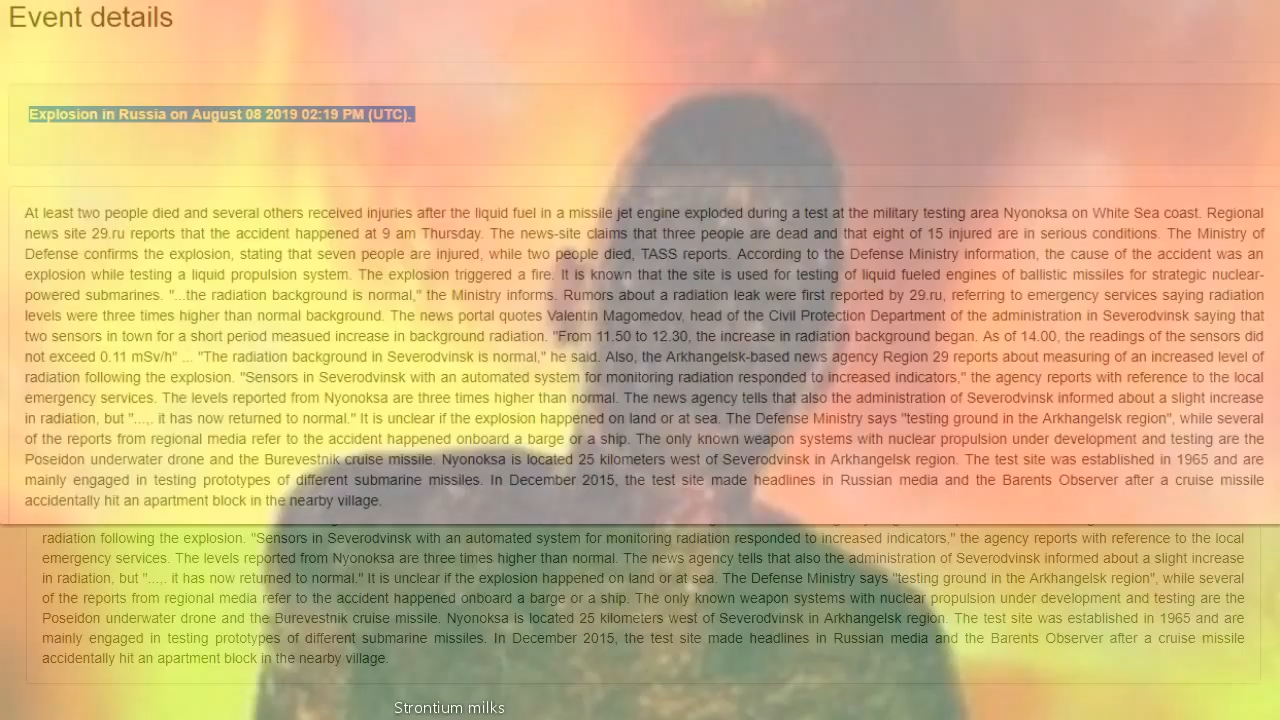 Event details
Explosion in Russia on August 08 2019 02:19 PM (UTC).
At least two people died and several others received injuries after the liquid fuel in a missile jet engine exploded during a test at the military testing area Nyonoksa on White Sea coast. Regional
news site 29.ru reports that the accident happened at 9 am Thursday. The news-site claims that three people are dead and that eight of 15 injured are in serious conditions. The Ministry of
Defense confirms the explosion, stating that seven people are injured, while two people died, TASS reports. According to the Defense Ministry information, the cause of the accident was an
explosion while testing a liquid propulsion system. The explosion triggered a fire. It is known that the site is used for testing of liquid fueled engines of ballistic missiles for strategic nuclear-
powered submarines. "...the radiation background is normal," the Ministry informs. Rumors about a radiation leak were first reported by 29.ru, referring to emergency services saying radiation
levels were three times higher than normal background. The news portal quotes Valentin Magomedov, head of the Civil Protection Department of the administration in Severodvinsk saying that
two sensors in town for a short period measued increase in background radiation. "From 11.50 to 12.30, the increase in radiation background began. As of 14.00, the readings of the sensors did
not exceed 0.11 mSv/h" ... "The radiation background in Severodvinsk is normal," he said. Also, the Arkhangelsk-based news agency Region 29 reports about measuring of an increased level of
radiation following the explosion. "Sensors in Severodvinsk with an automated system for monitoring radiation responded to increased indicators," the agency reports with reference to the local
emergency services. The levels reported from Nyonoksa are three times higher than normal. The news agency tells that also the administration of Severodvinsk informed about a slight increase
in radiation, but "..... it has now returned to normal." It is unclear if the explosion happened on land or at sea. The Defense Ministry says "testing ground in the Arkhangelsk region", while several
of the reports from regional media refer to the accident happened onboard a barge or a ship. The only known weapon systems with nuclear propulsion under development and testing are the
Poseidon underwater drone and the Burevestnik cruise missile. Nyonoksa is located 25 kilometers west of Severodvinsk in Arkhangelsk region. The test site was established in 1965 and are
mainly engaged in testing prototypes of different submarine missiles. In December 2015, the test site made headlines in Russian media and the Barents Observer after a cruise missile
accidentally hit an apartment block in the nearby village.
radiation following the explosion. "Sensors in Severodvinsk with an automated system for monitoring radiation responded to increased indicators," the agency reports with reference to the local
emergency services. The levels reported from Nyonoksa are three times higher than normal. The news agency tells that also the administration of Severodvinsk informed about a slight increase
in radiation, but "..... it has now returned to normal." It is unclear if the explosion happened on land or at sea. The Defense Ministry says "testing ground in the Arkhangelsk region", while several
of the reports from regional media refer to the accident happened onboard a barge or a ship. The only known weapon systems with nuclear propulsion under development and testing are the
Poseidon underwater drone and the Burevestnik cruise missile. Nyonoksa is located 25 kilometers west of Severodvinsk in Arkhangelsk region. The test site was established in 1965 and are
mainly engaged in testing prototypes of different submarine missiles. In December 2015, the test site made headlines in Russian media and the Barents Observer after a cruise missile
accidentally hit an apartment block in the nearby village.
Strontium milks